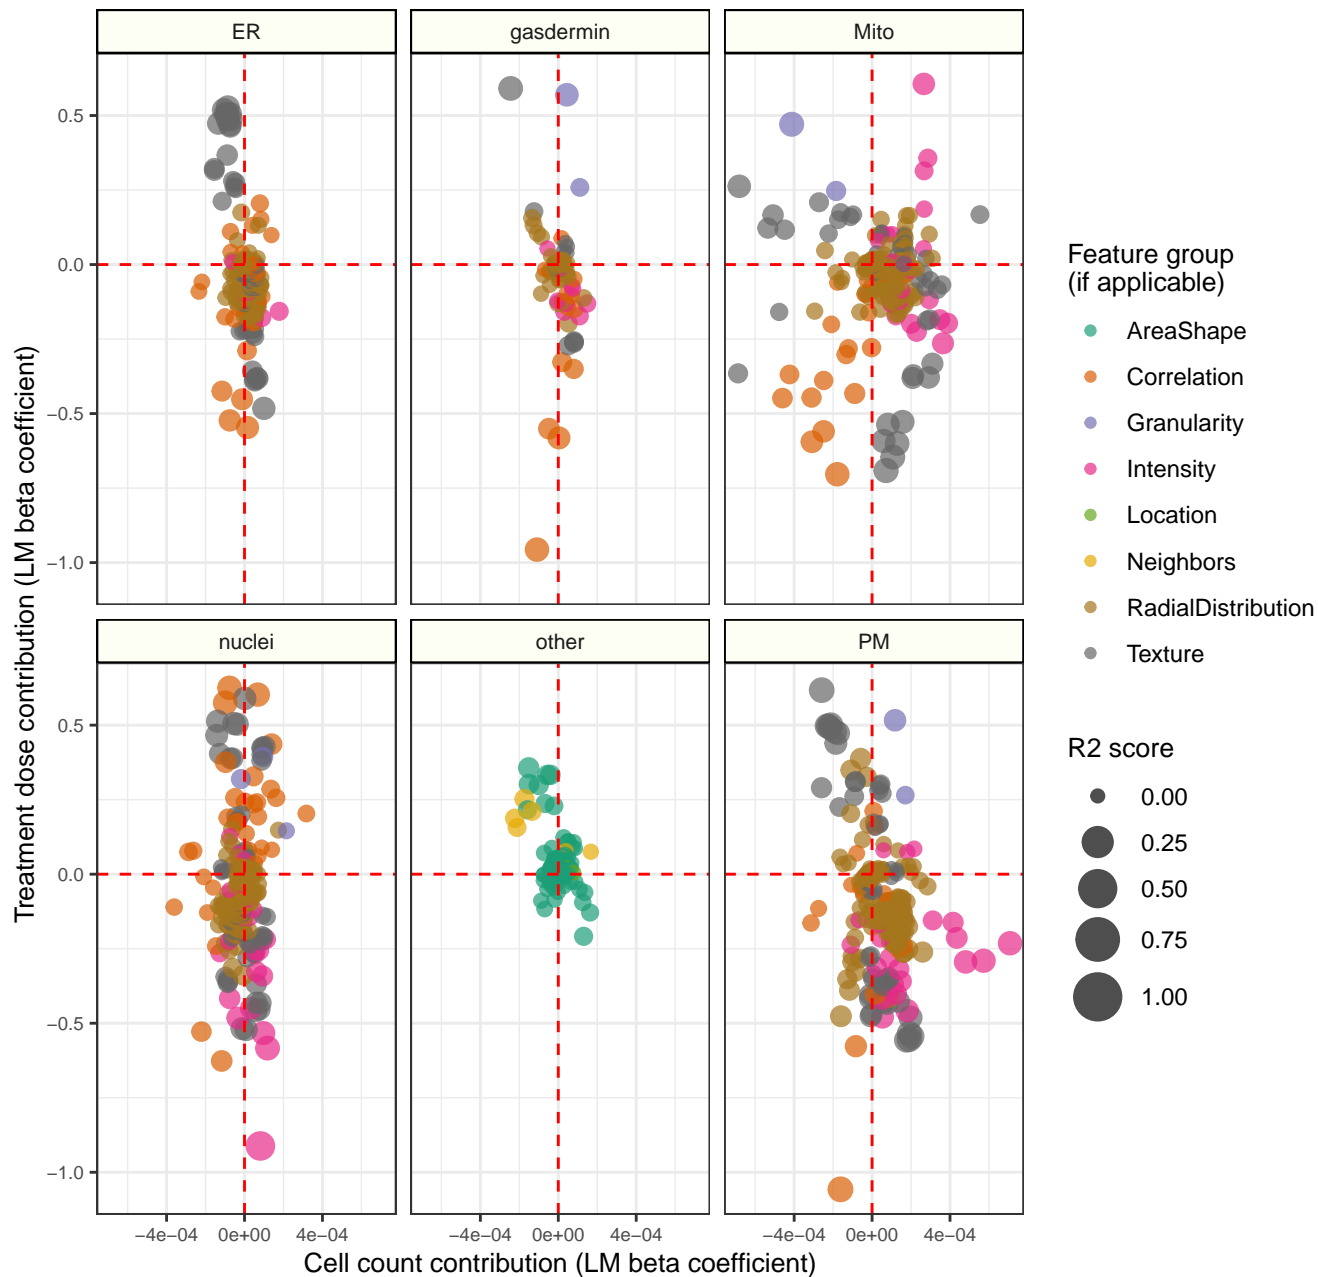 ER
gasdermin
Mito
0.5
0.0
−0.5
−1.0
nuclei
other
PM
0.5
0.0
−0.5
−1.0
−4e−04
0e+00
4e−04
−4e−04
0e+00
4e−04
−4e−04
0e+00
4e−04
Cell count contribution (LM beta coefficient)
Treatment dose contribution (LM beta coefficient)
Feature group
(if applicable)
AreaShape
Correlation
Granularity
Intensity
Location
Neighbors
RadialDistribution
Texture
R2 score
0.00
0.25
0.50
0.75
1.00